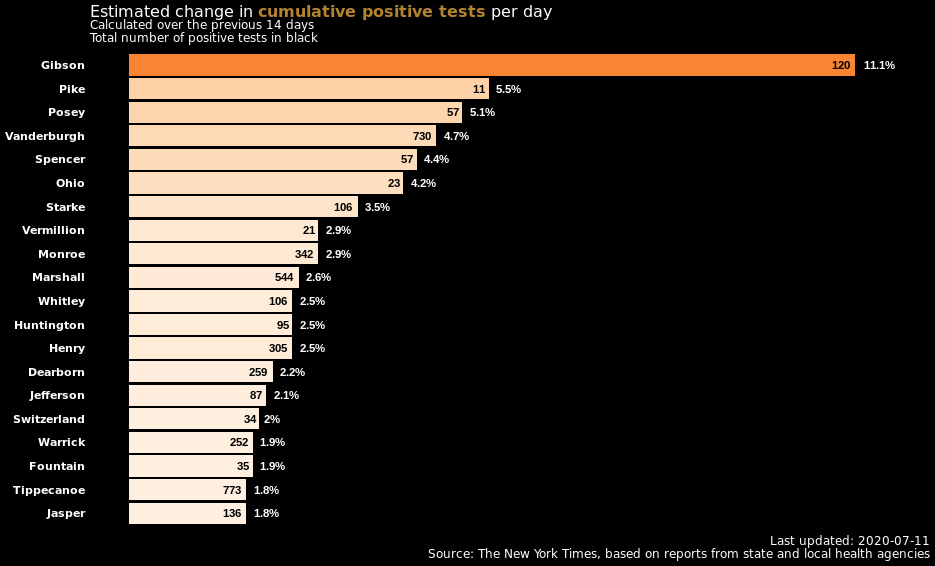 Estimated change in cumulative positive tests per day
Calculated over the previous 14 days
Total number of positive tests in black
Gibson 120 11.1%
Pike 11 5.5%
Posey 57 5.1%
Vanderburgh 730 4.7%
Spencer 57 4.4%
Ohio 23 4.2%
Starke 106 3.5%
Vermillion 21 2.9%
Monroe 342 2.9%
Marshall 544 2.6%
Whitley 106 2.5%
Huntington 95 2.5%
Henry 305 2.5%
Dearborn 259 2.2%
Jefferson 87 2.1%
Switzerland 34 2%
Warrick 252 1.9%
Fountain 35 1.9%
Tippecanoe 773 1.8%
Jasper 136 1.8%
Last updated: 2020-07-11
Source: The New York Times, based on reports from state and local health agencies